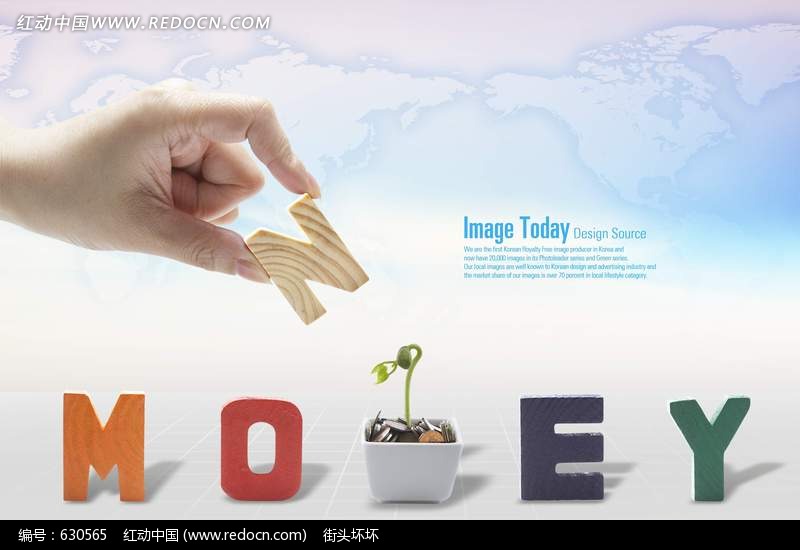 红动中国WWW.REDOCN.COM
N
Image Today Design Source
We are the first Korean Royalty Free image producer in Korea and
now have 20,000 images in its Photoleader series and Green series.
Our local images are well known to Korean design and advertising industry and
the market share of our images is over 70 percent in local lifestyle category.
M O E Y
编号：630565 红动中国 (www.redocn.com) 街头坏坏